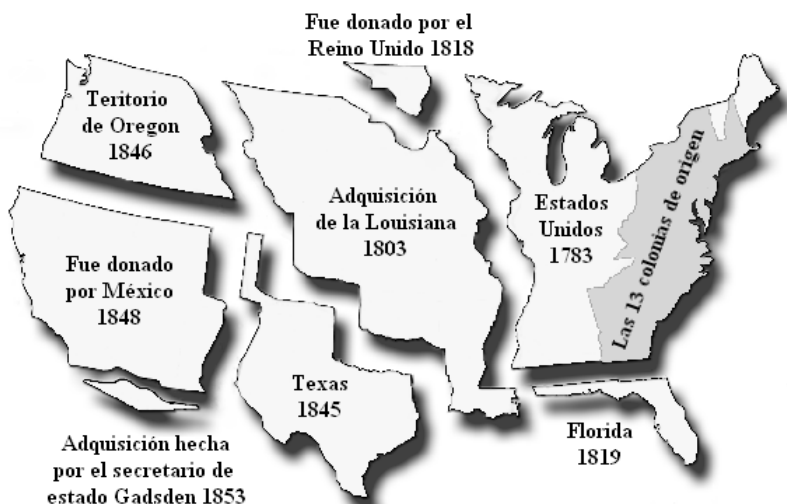 Fue donado por el
Reino Unido 1818
Teritorio
de Oregon
1846
Adquisición
de la Louisiana
1803
Estados
Unidos
1783
Las 13 colonias de origen
Fue donado
por México
1848
Texas
1845
Florida
1819
Adquisición hecha
por el secretario de
estado Gadsden 1853